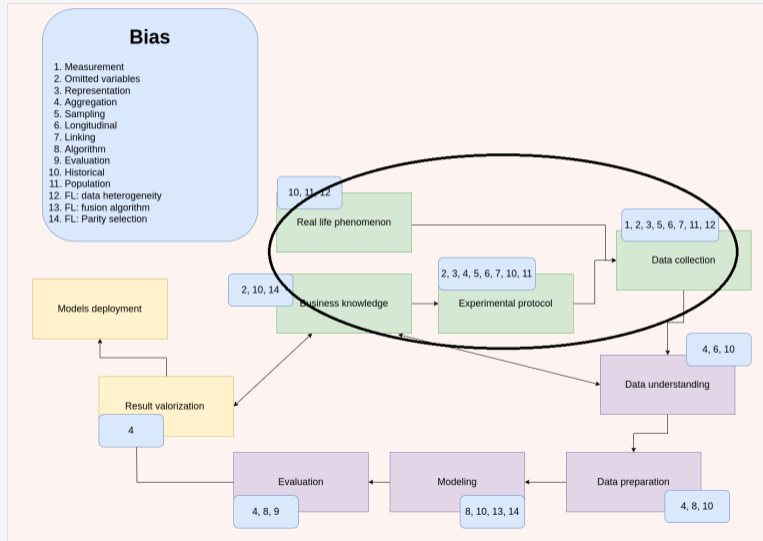 Bias
1. Measurement
2. Omitted variables
3. Representation
4. Aggregation
5. Sampling
6. Longitudinal
7. Linking
8. Algorithm
9. Evaluation
10. Historical
11. Population
12. FL: data heterogeneity
13. FL: fusion algorithm
14. FL: Parity selection
10, 11, 12
Real life phenomenon
1, 2, 3, 5, 6, 7, 11, 12
Data collection
2, 10, 14
Business knowledge
2, 3, 4, 5, 6, 7, 10, 11
Experimental protocol
Models deployment
4, 6, 10
Data understanding
Result valorization
4
Evaluation
4, 8, 9
Modeling
8, 10, 13, 14
Data preparation
4, 8, 10